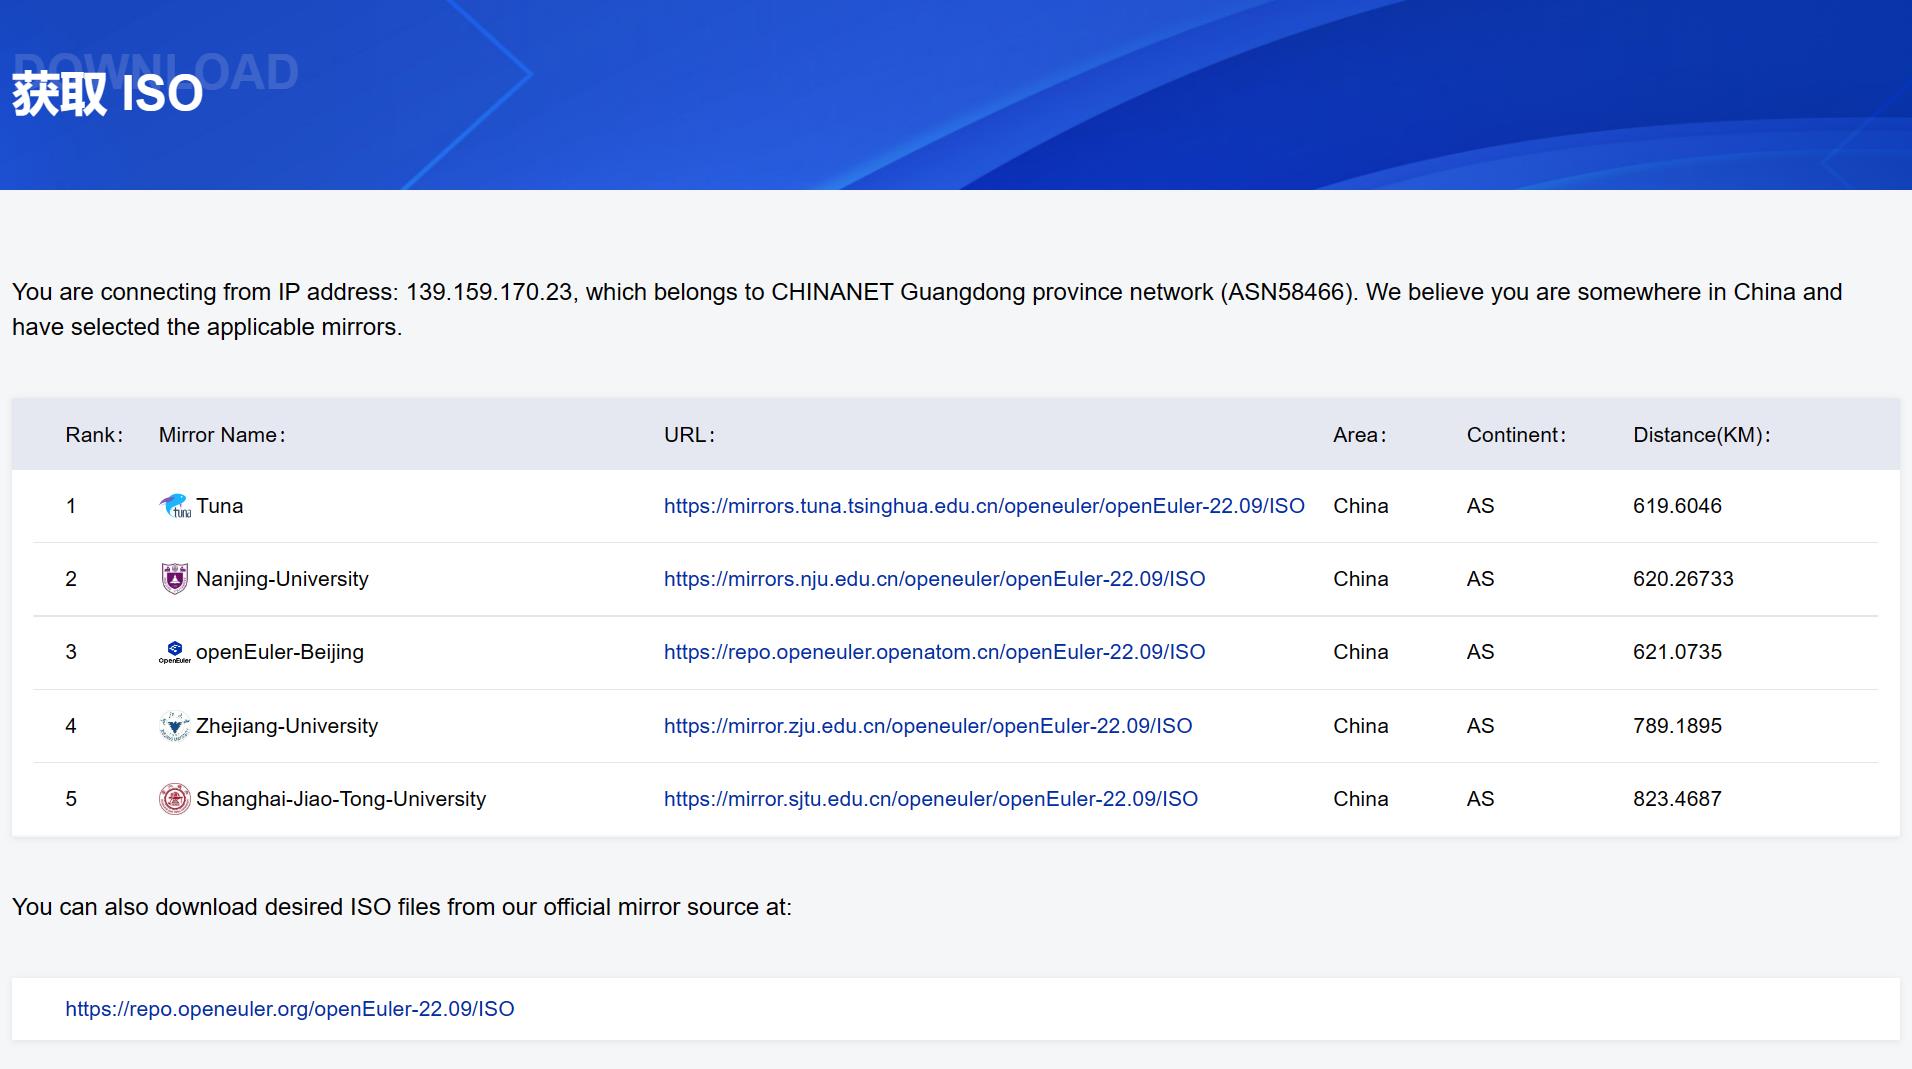 DOWNLOAD
获取 ISO
You are connecting from IP address: 139.159.170.23, which belongs to CHINANET Guangdong province network (ASN58466). We believe you are somewhere in China and
have selected the applicable mirrors.
Rank: Mirror Name: URL: Area: Continent: Distance(KM):
1 tuna Tuna https://mirrors.tuna.tsinghua.edu.cn/openeuler/openEuler-22.09/ISO China AS 619.6046
2 Nanjing-University https://mirrors.nju.edu.cn/openeuler/openEuler-22.09/ISO China AS 620.26733
3 OpenEuler openEuler-Beijing https://repo.openeuler.openatom.cn/openEuler-22.09/ISO China AS 621.0735
4 Zhejiang-University https://mirror.zju.edu.cn/openeuler/openEuler-22.09/ISO China AS 789.1895
5 Shanghai-Jiao-Tong-University https://mirror.sjtu.edu.cn/openeuler/openEuler-22.09/ISO China AS 823.4687
You can also download desired ISO files from our official mirror source at:
https://repo.openeuler.org/openEuler-22.09/ISO